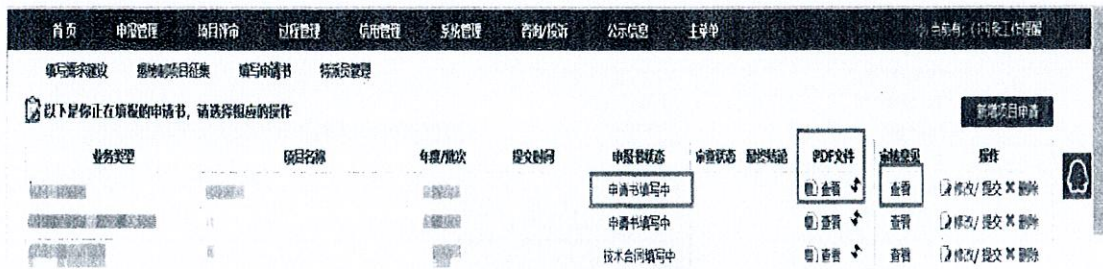 首页 申报管理 项目评审 过程管理 信用管理 系统管理 咨询/投诉 公示信息 主菜单
填写需求建议 填写申请书 特派员管理
以下是你正在填报的申请书，请选择相应的操作
新增项目申请
业务类型 项目名称 年度/批次 提交时间 申报书状态 审查状态 PDF文件 审核意见 操作
申请书填写中 查看 查看 修改/ 提交 删除
申请书填写中 查看 查看 修改/ 提交 删除
技术合同填写中 查看 查看 修改/ 提交 删除